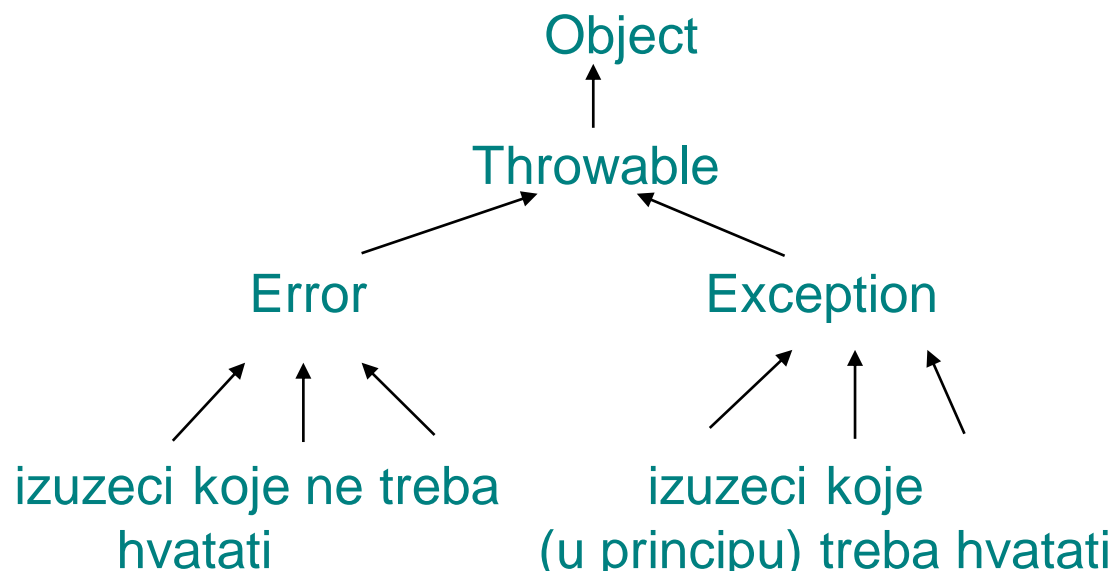 Object
Throwable
Error
Exception
izuzeci koje ne treba
hvatati
izuzeci koje
(u principu) treba hvatati